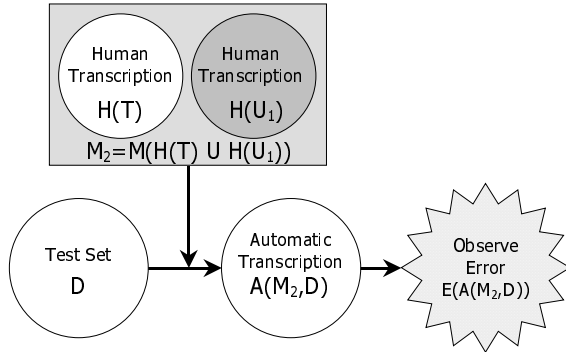 Human
Transcription
H(T)
Human
Transcription
H(U₁)
M₂=M(H(T) U H(U₁))
Test Set
D
Automatic
Transcription
A(M₂,D)
Observe
Error
E(A(M₂,D))